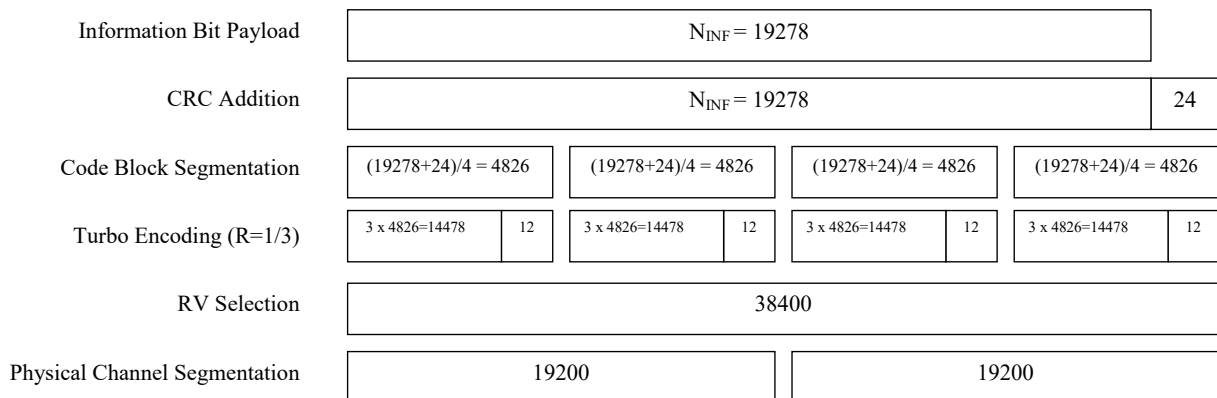 Information Bit Payload N_INF = 19278
CRC Addition N_INF = 19278 24
Code Block Segmentation (19278+24)/4 = 4826 (19278+24)/4 = 4826 (19278+24)/4 = 4826 (19278+24)/4 = 4826
Turbo Encoding (R=1/3) 3 x 4826=14478 12 3 x 4826=14478 12 3 x 4826=14478 12 3 x 4826=14478 12
RV Selection 38400
Physical Channel Segmentation 19200 19200